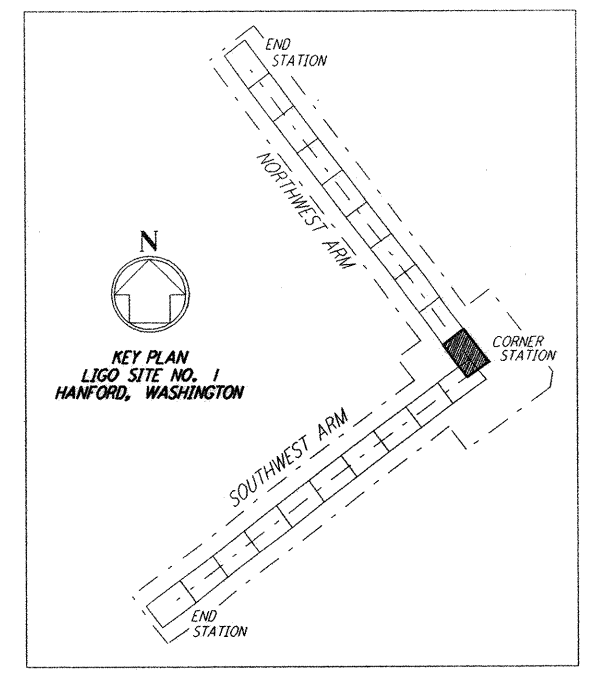 END
STATION
NORTHWEST ARM
N
KEY PLAN
LIGO SITE NO. 1
HANFORD, WASHINGTON
CORNER
STATION
SOUTHWEST ARM
END
STATION